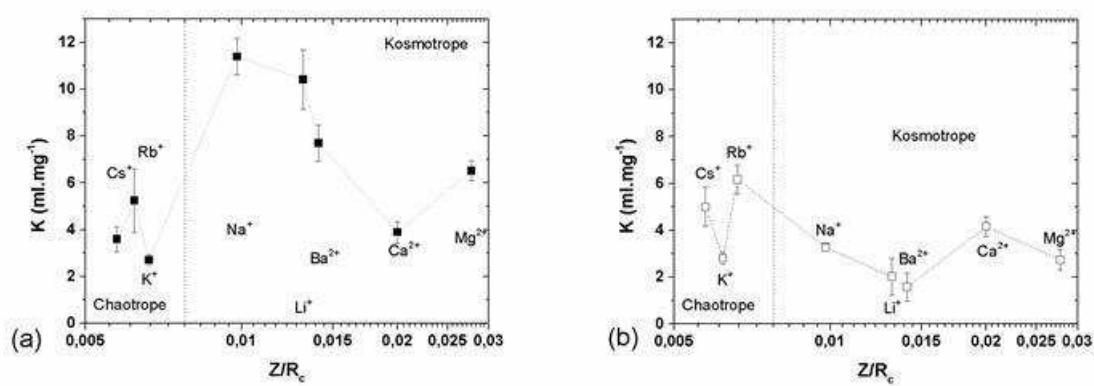 Kosmotrope
12
10
8
6
4
2
0
K (ml.mg⁻¹)
Rb⁺
Cs⁺
K⁺
Na⁺
Ba²⁺
Ca²⁺
Mg²⁺
Chaotrope
Li⁺
0,005 0,01 0,015 0,02 0,025 0,03
Z/Rc
(a)
12
10
8
6
4
2
0
K (ml.mg⁻¹)
Kosmotrope
Rb⁺
Cs⁺
K⁺
Na⁺
Ba²⁺
Ca²⁺
Mg²⁺
Chaotrope
Li⁺
0,005 0,01 0,015 0,02 0,025 0,03
Z/Rc
(b)